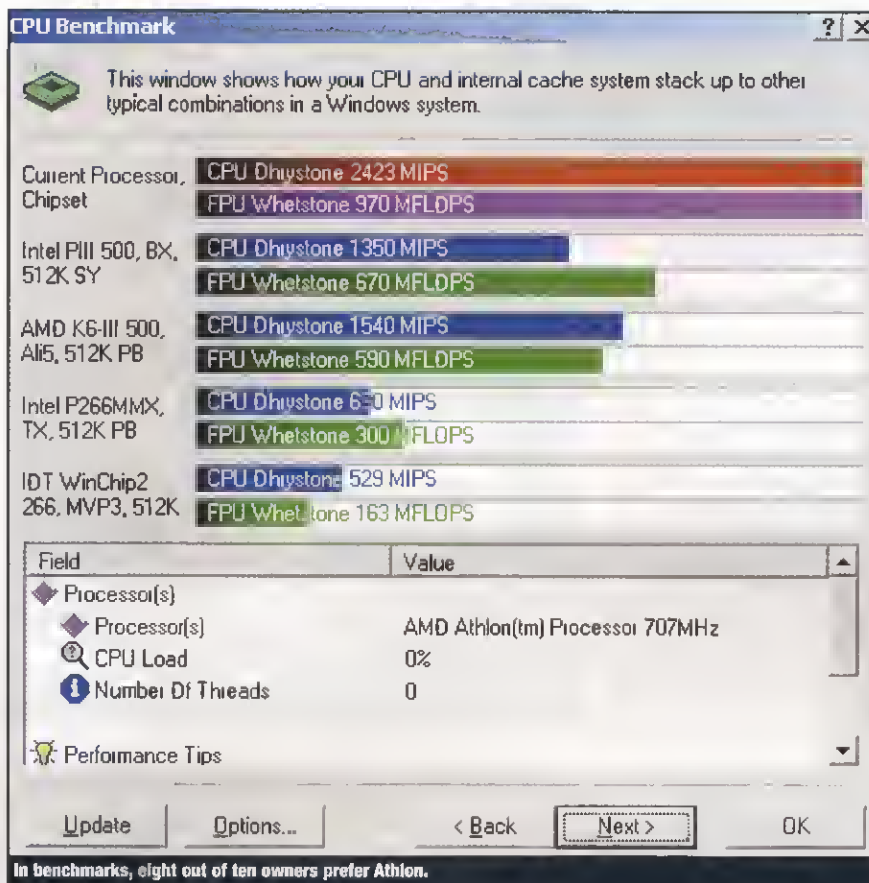 CPU Benchmark
This window shows how your CPU and internal cache system stack up to other
typical combinations in a Windows system.
Current Processor,
Chipset
CPU Dhrystone 2423 MIPS
FPU Whetstone 970 MFLOPS
Intel PIII 500, BX,
512K SY
CPU Dhrystone 1350 MIPS
FPU Whetstone 670 MFLOPS
AMD K6-III 500,
Ali5, 512K PB
CPU Dhrystone 1540 MIPS
FPU Whetstone 590 MFLOPS
Intel P266MMX,
TX, 512K PB
CPU Dhrystone 650 MIPS
FPU Whetstone 300 MFLOPS
IDT WinChip2
266, MVP3, 512K
CPU Dhrystone 529 MIPS
FPU Whetstone 163 MFLOPS
Field Value
Processor(s)
Processor(s) AMD Athlon(tm) Processor 707MHz
CPU Load 0%
Number Of Threads 0
Performance Tips
Update Options... < Back Next > OK
In benchmarks, eight out of ten owners prefer Athlon.